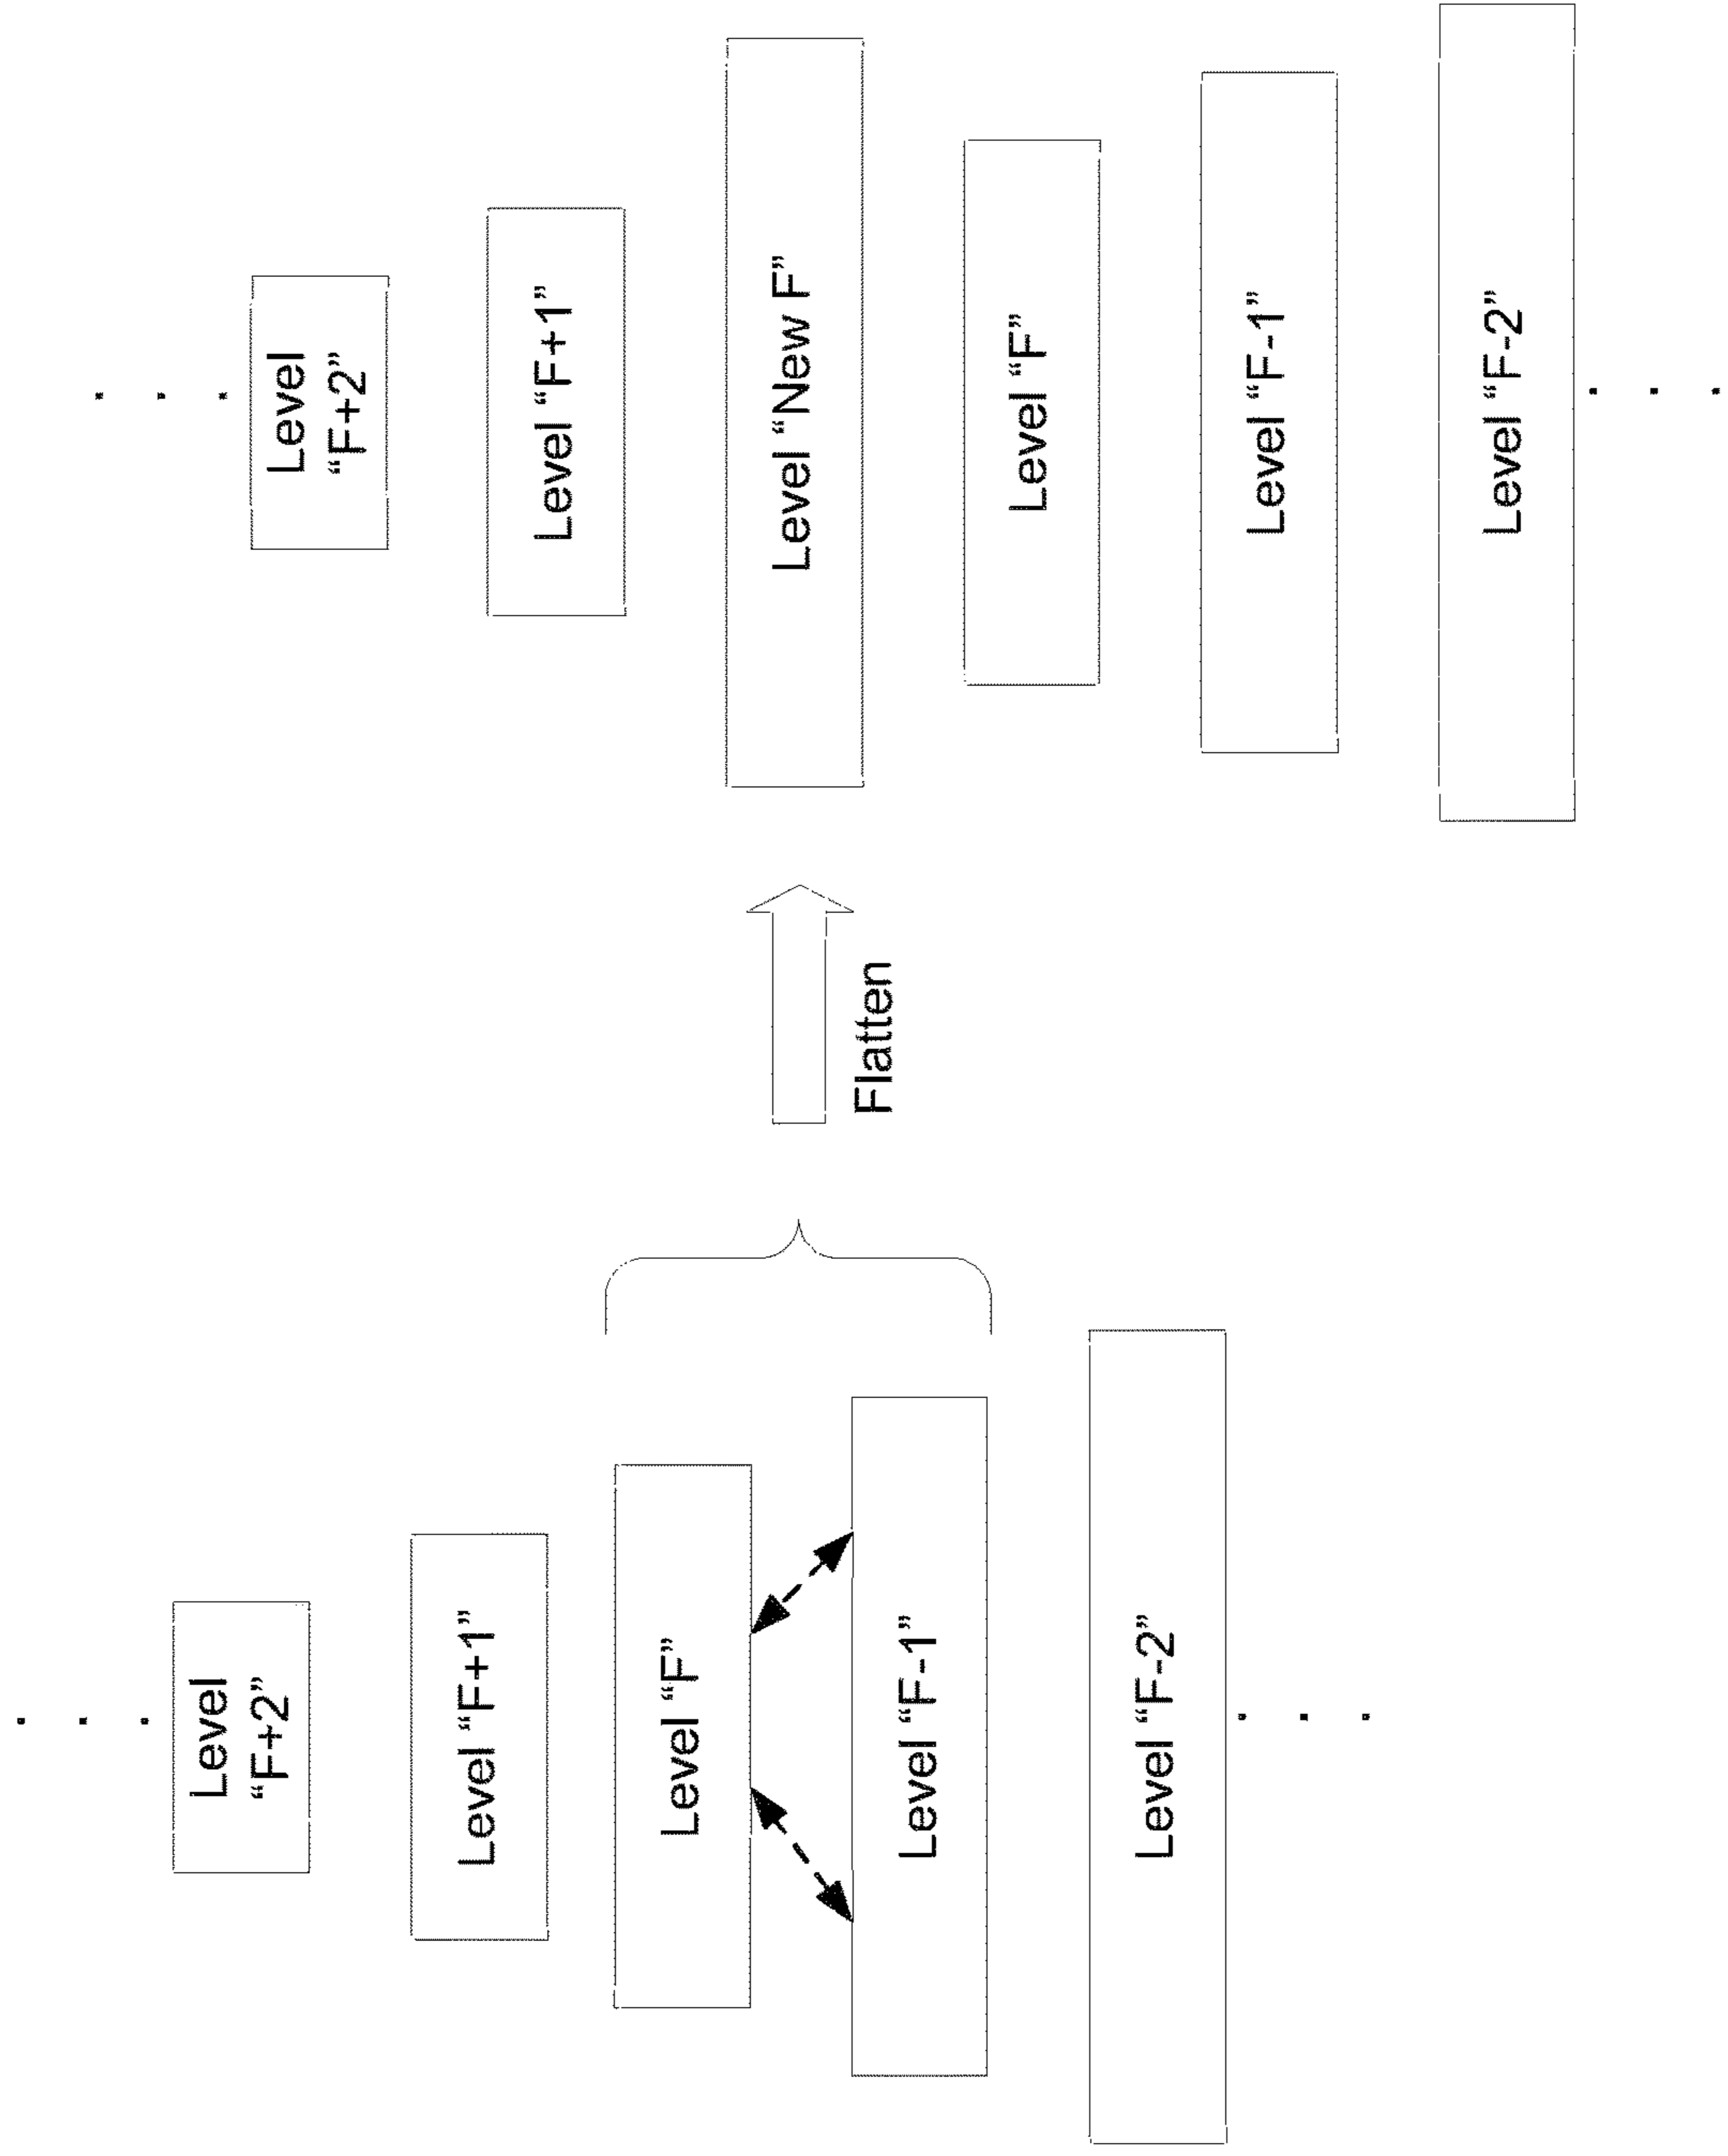 Level
“F+2”
Level “F+1”
Level “F”
Level “F-1”
Level “F-2”
Flatten
Level
“F+2”
Level “F+1”
Level “New F”
Level “F”
Level “F-1”
Level “F-2”